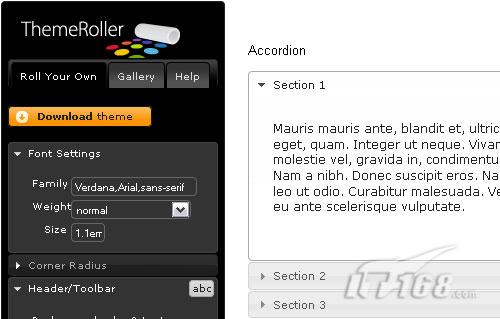 ThemeRoller
Roll Your Own
Gallery
Help
Download theme
Font Settings
Family Verdana,Arial,sans-serif
Weight normal
Size 1.1em
Corner Radius
Header/Toolbar abc
Accordion
Section 1
Mauris mauris ante, blandit et, ultric
eget, quam. Integer ut neque. Vivan
molestie vel, gravida in, condimentu
Nam a nibh. Donec suscipit eros. Na
leo ut odio. Curabitur malesuada. Ve
eu ante scelerisque vulputate.
Section 2
Section 3
IT168.com